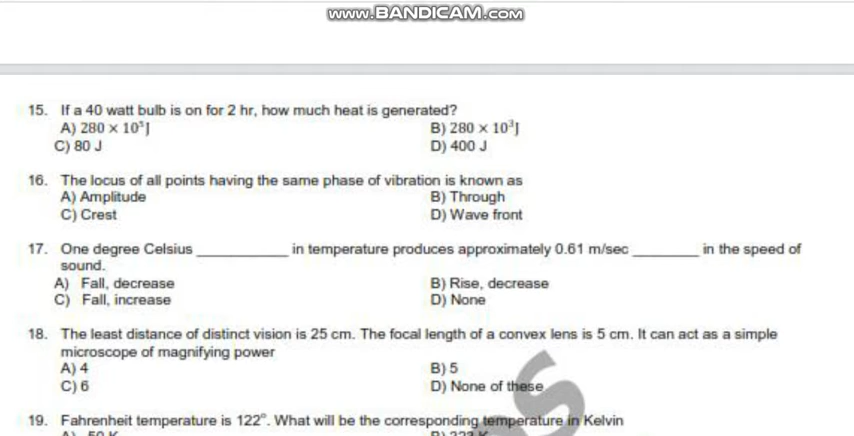 www.BANDICAM.com
15. If a 40 watt bulb is on for 2 hr, how much heat is generated?
A) 280 × 10⁵J B) 280 × 10³J
C) 80 J D) 400 J
16. The locus of all points having the same phase of vibration is known as
A) Amplitude B) Through
C) Crest D) Wave front
17. One degree Celsius ____________ in temperature produces approximately 0.61 m/sec ________ in the speed of
sound.
A) Fall, decrease B) Rise, decrease
C) Fall, increase D) None
18. The least distance of distinct vision is 25 cm. The focal length of a convex lens is 5 cm. It can act as a simple
microscope of magnifying power
A) 4 B) 5
C) 6 D) None of these
19. Fahrenheit temperature is 122°. What will be the corresponding temperature in Kelvin
A) 50 K B) 323 K